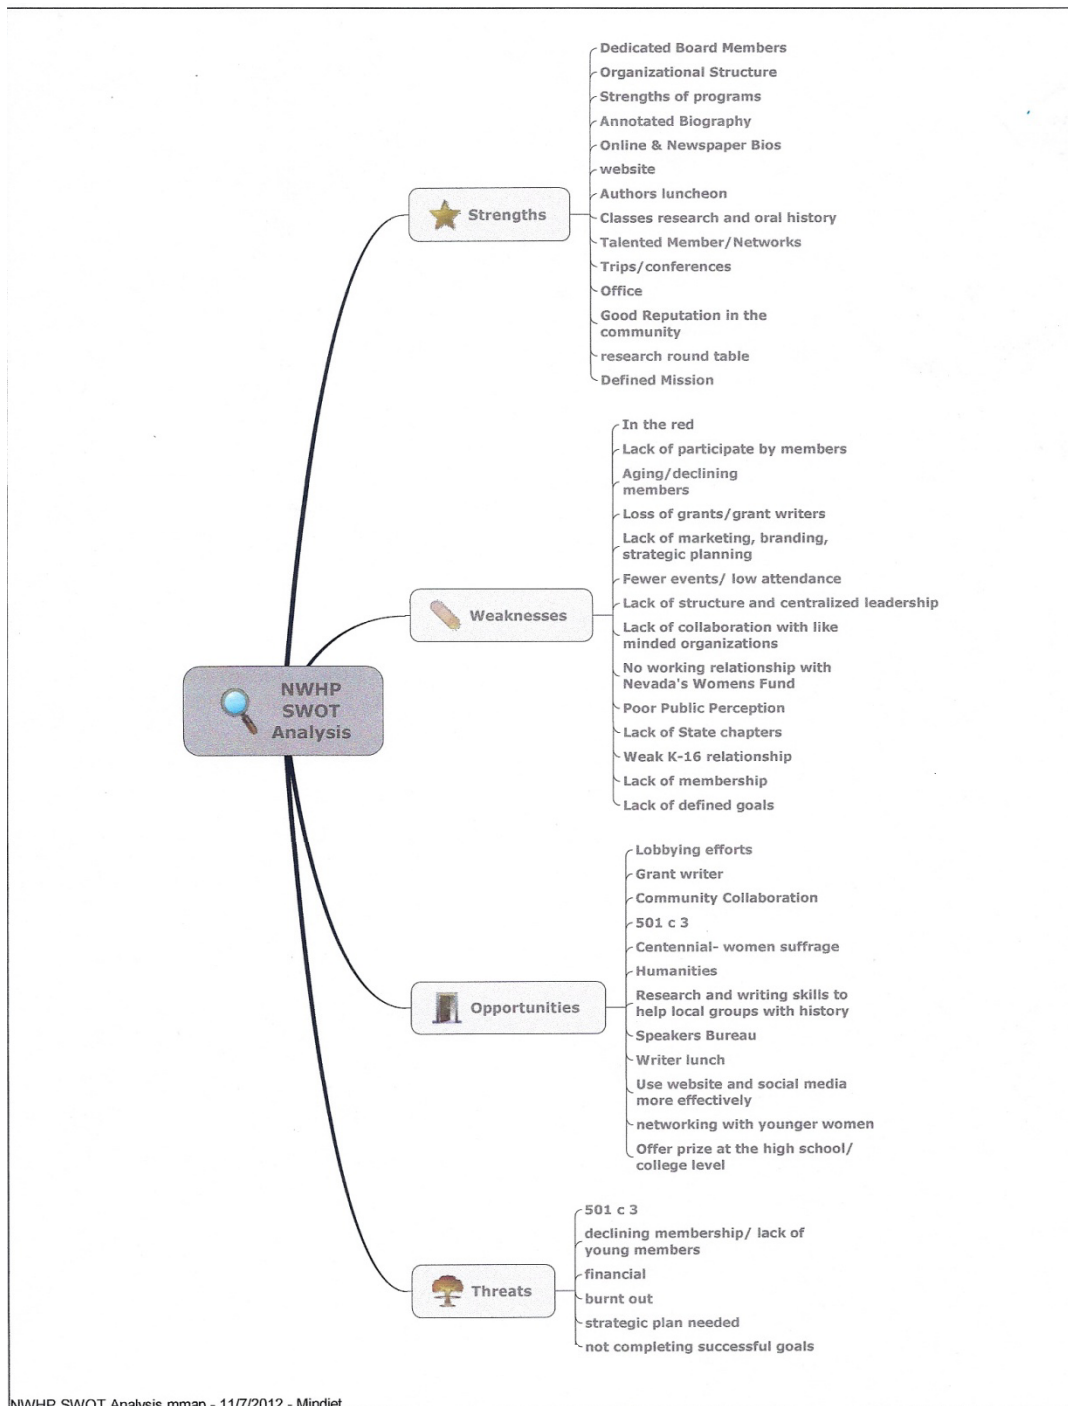 Dedicated Board Members
Organizational Structure
Strengths of programs
Annotated Biography
Online & Newspaper Bios
website
Authors luncheon
Strengths
Classes research and oral history
Talented Member/Networks
Trips/conferences
Office
Good Reputation in the
community
research round table
Defined Mission
In the red
Lack of participate by members
Aging/declining
members
Loss of grants/grant writers
Lack of marketing, branding,
strategic planning
Fewer events/ low attendance
Lack of structure and centralized leadership
Weaknesses
Lack of collaboration with like
minded organizations
No working relationship with
Nevada's Womens Fund
Poor Public Perception
Lack of State chapters
Weak K-16 relationship
Lack of membership
Lack of defined goals
NWHP
SWOT
Analysis
Lobbying efforts
Grant writer
Community Collaboration
501 c 3
Centennial- women suffrage
Humanities
Research and writing skills to
help local groups with history
Opportunities
Speakers Bureau
Writer lunch
Use website and social media
more effectively
networking with younger women
Offer prize at the high school/
college level
501 c 3
declining membership/ lack of
young members
financial
Threats
burnt out
strategic plan needed
not completing successful goals
NWHP SWOT Analysis.mmap - 11/7/2012 - Mindjet